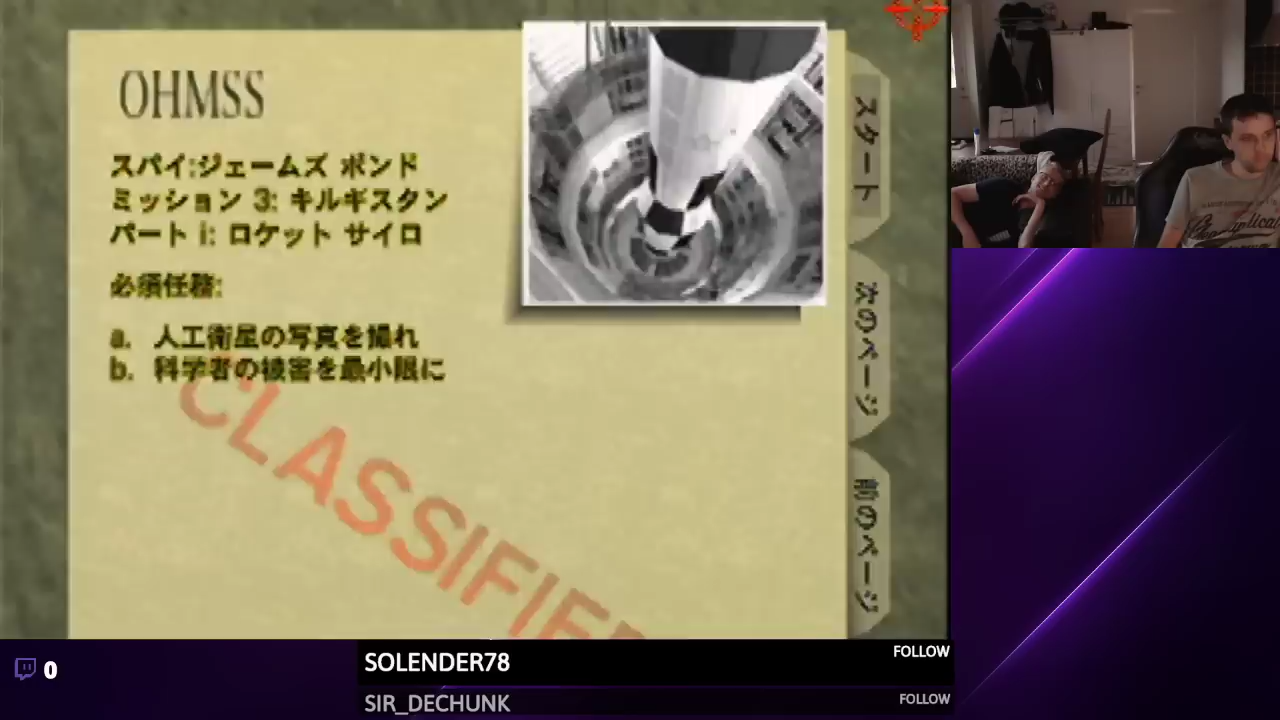 OHMSS
スパイ:ジェームズ ボンド
ミッション 3: キルギスタン
パート i: ロケット サイロ
必須任務:
a. 人工衛星の写真を撮れ
b. 科学者の被害を最小限に
CLASSIFIED
スタート
次のページ
前のページ
0
SOLENDER78
FOLLOW
SIR_DECHUNK
FOLLOW